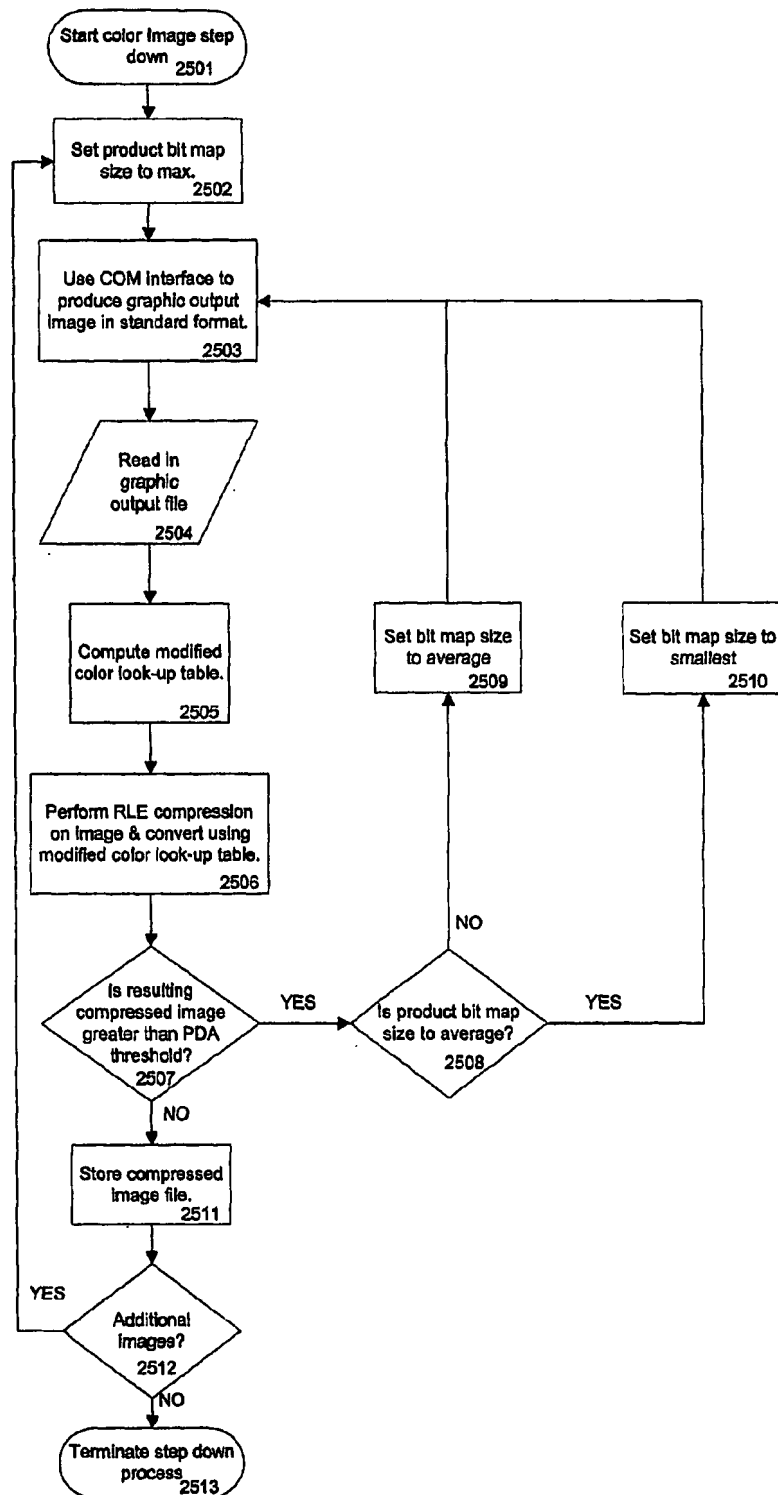 Start color image step
down
2501
Set product bit map
size to max.
2502
Use COM interface to
produce graphic output
image in standard format.
2503
Read in
graphic
output file
2504
Compute modified
color look-up table.
2505
Set bit map size
to average
2509
Set bit map size to
smallest
2510
Perform RLE compression
on image & convert using
modified color look-up table.
2506
NO
Is resulting
compressed image
greater than PDA
threshold?
2507
YES
Is product bit map
size to average?
2508
YES
NO
Store compressed
image file.
2511
YES
Additional
images?
2512
NO
Terminate step down
process
2513